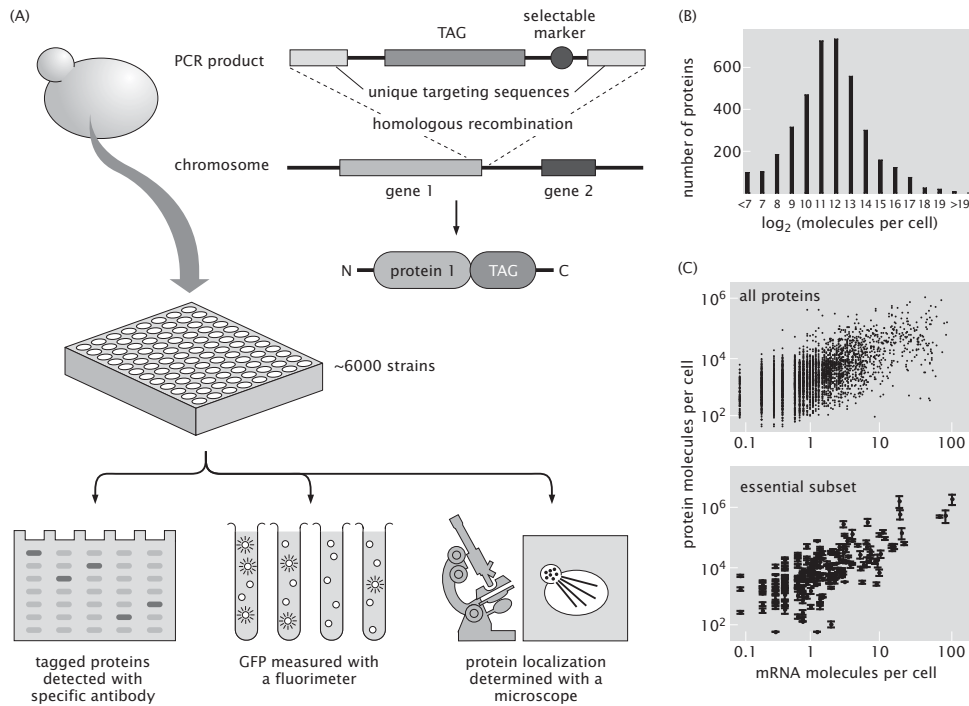 (A)
PCR product
TAG
selectable
marker
unique targeting sequences
homologous recombination
chromosome
gene 1
gene 2
N
protein 1
TAG
C
~6000 strains
tagged proteins
detected with
specific antibody
GFP measured with
a fluorimeter
protein localization
determined with a
microscope
(B)
number of proteins
600
400
200
<7 7 8 9 10 11 12 13 14 15 16 17 18 19 >19
log2 (molecules per cell)
(C)
protein molecules per cell
all proteins
10^6
10^4
10^2
0.1 1 10 100
essential subset
10^6
10^4
10^2
0.1 1 10 100
mRNA molecules per cell